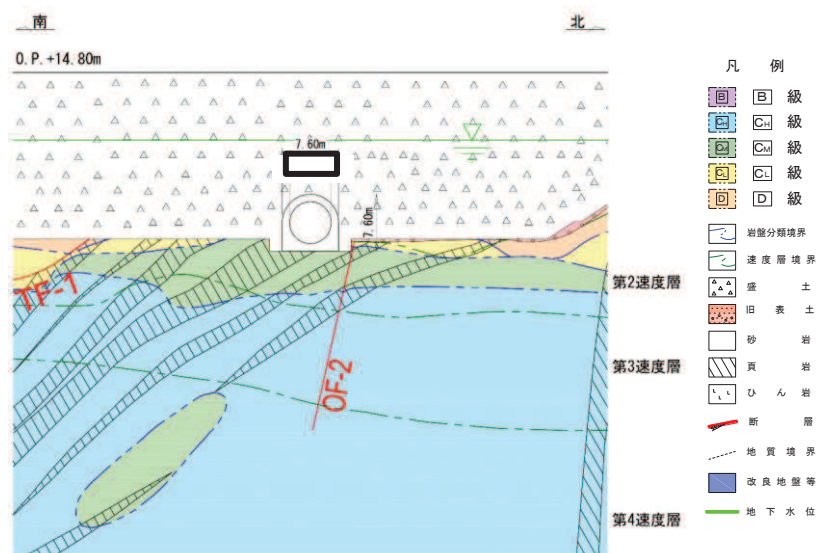 南
北
O.P.+14.80m
7.60m
7.60m
TF-1
OF-2
第2速度層
第3速度層
第4速度層
凡 例
B B 級
CH CH 級
CM CM 級
CL CL 級
D D 級
岩盤分類境界
速度層境界
盛 土
旧 表 土
砂 岩
頁 岩
ひ ん 岩
断 層
地 質 境 界
改 良 地 盤 等
地 下 水 位